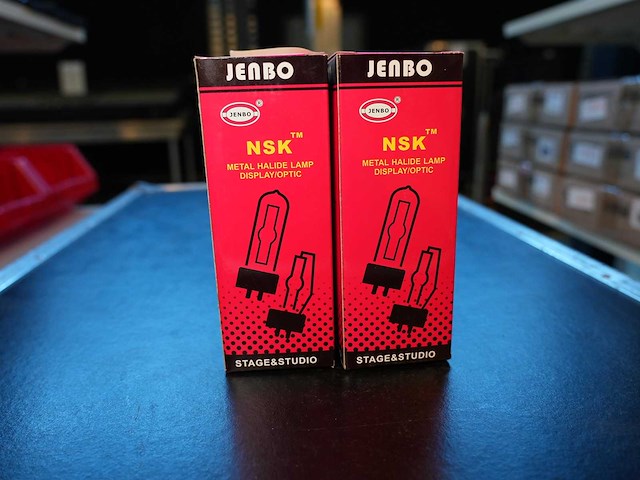 JENBO
JENBO®
NSK™
METAL HALIDE LAMP
DISPLAY/OPTIC
STAGE&STUDIO
JENBO
JENBO®
NSK™
METAL HALIDE LAMP
DISPLAY/OPTIC
STAGE&STUDIO